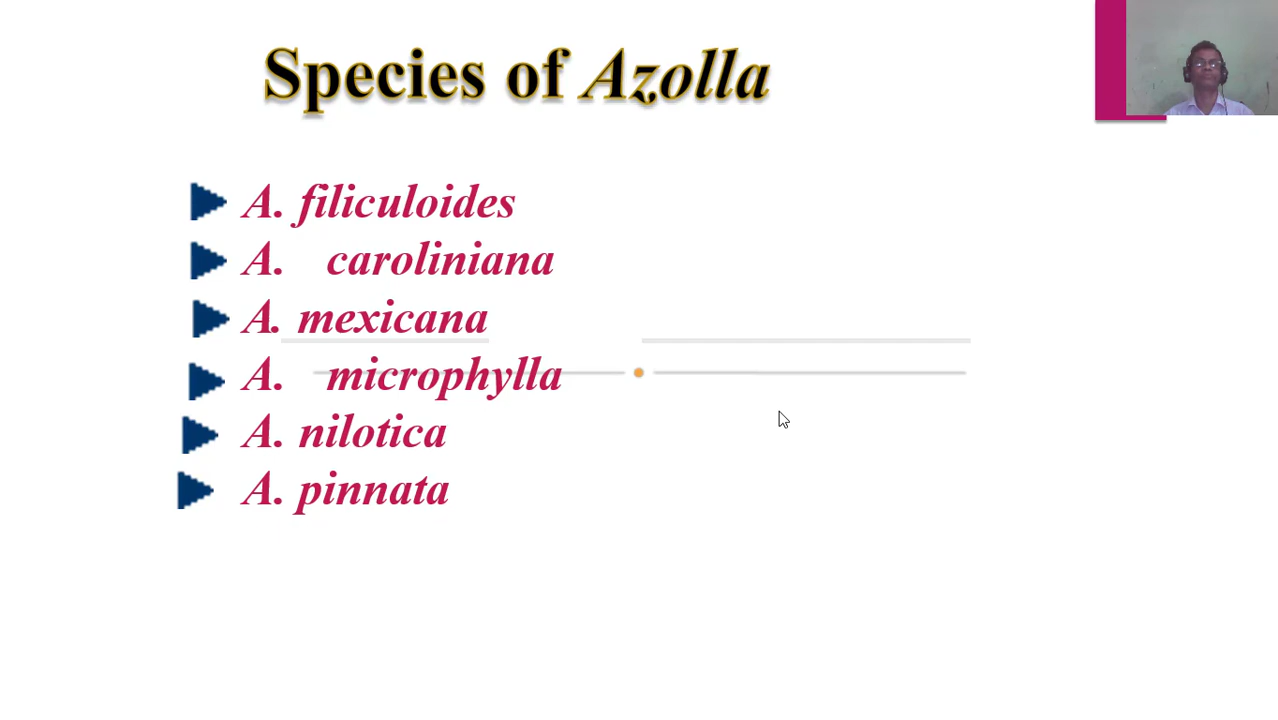 Species of Azolla
A. filiculoides
A. caroliniana
A. mexicana
A. microphylla
A. nilotica
A. pinnata